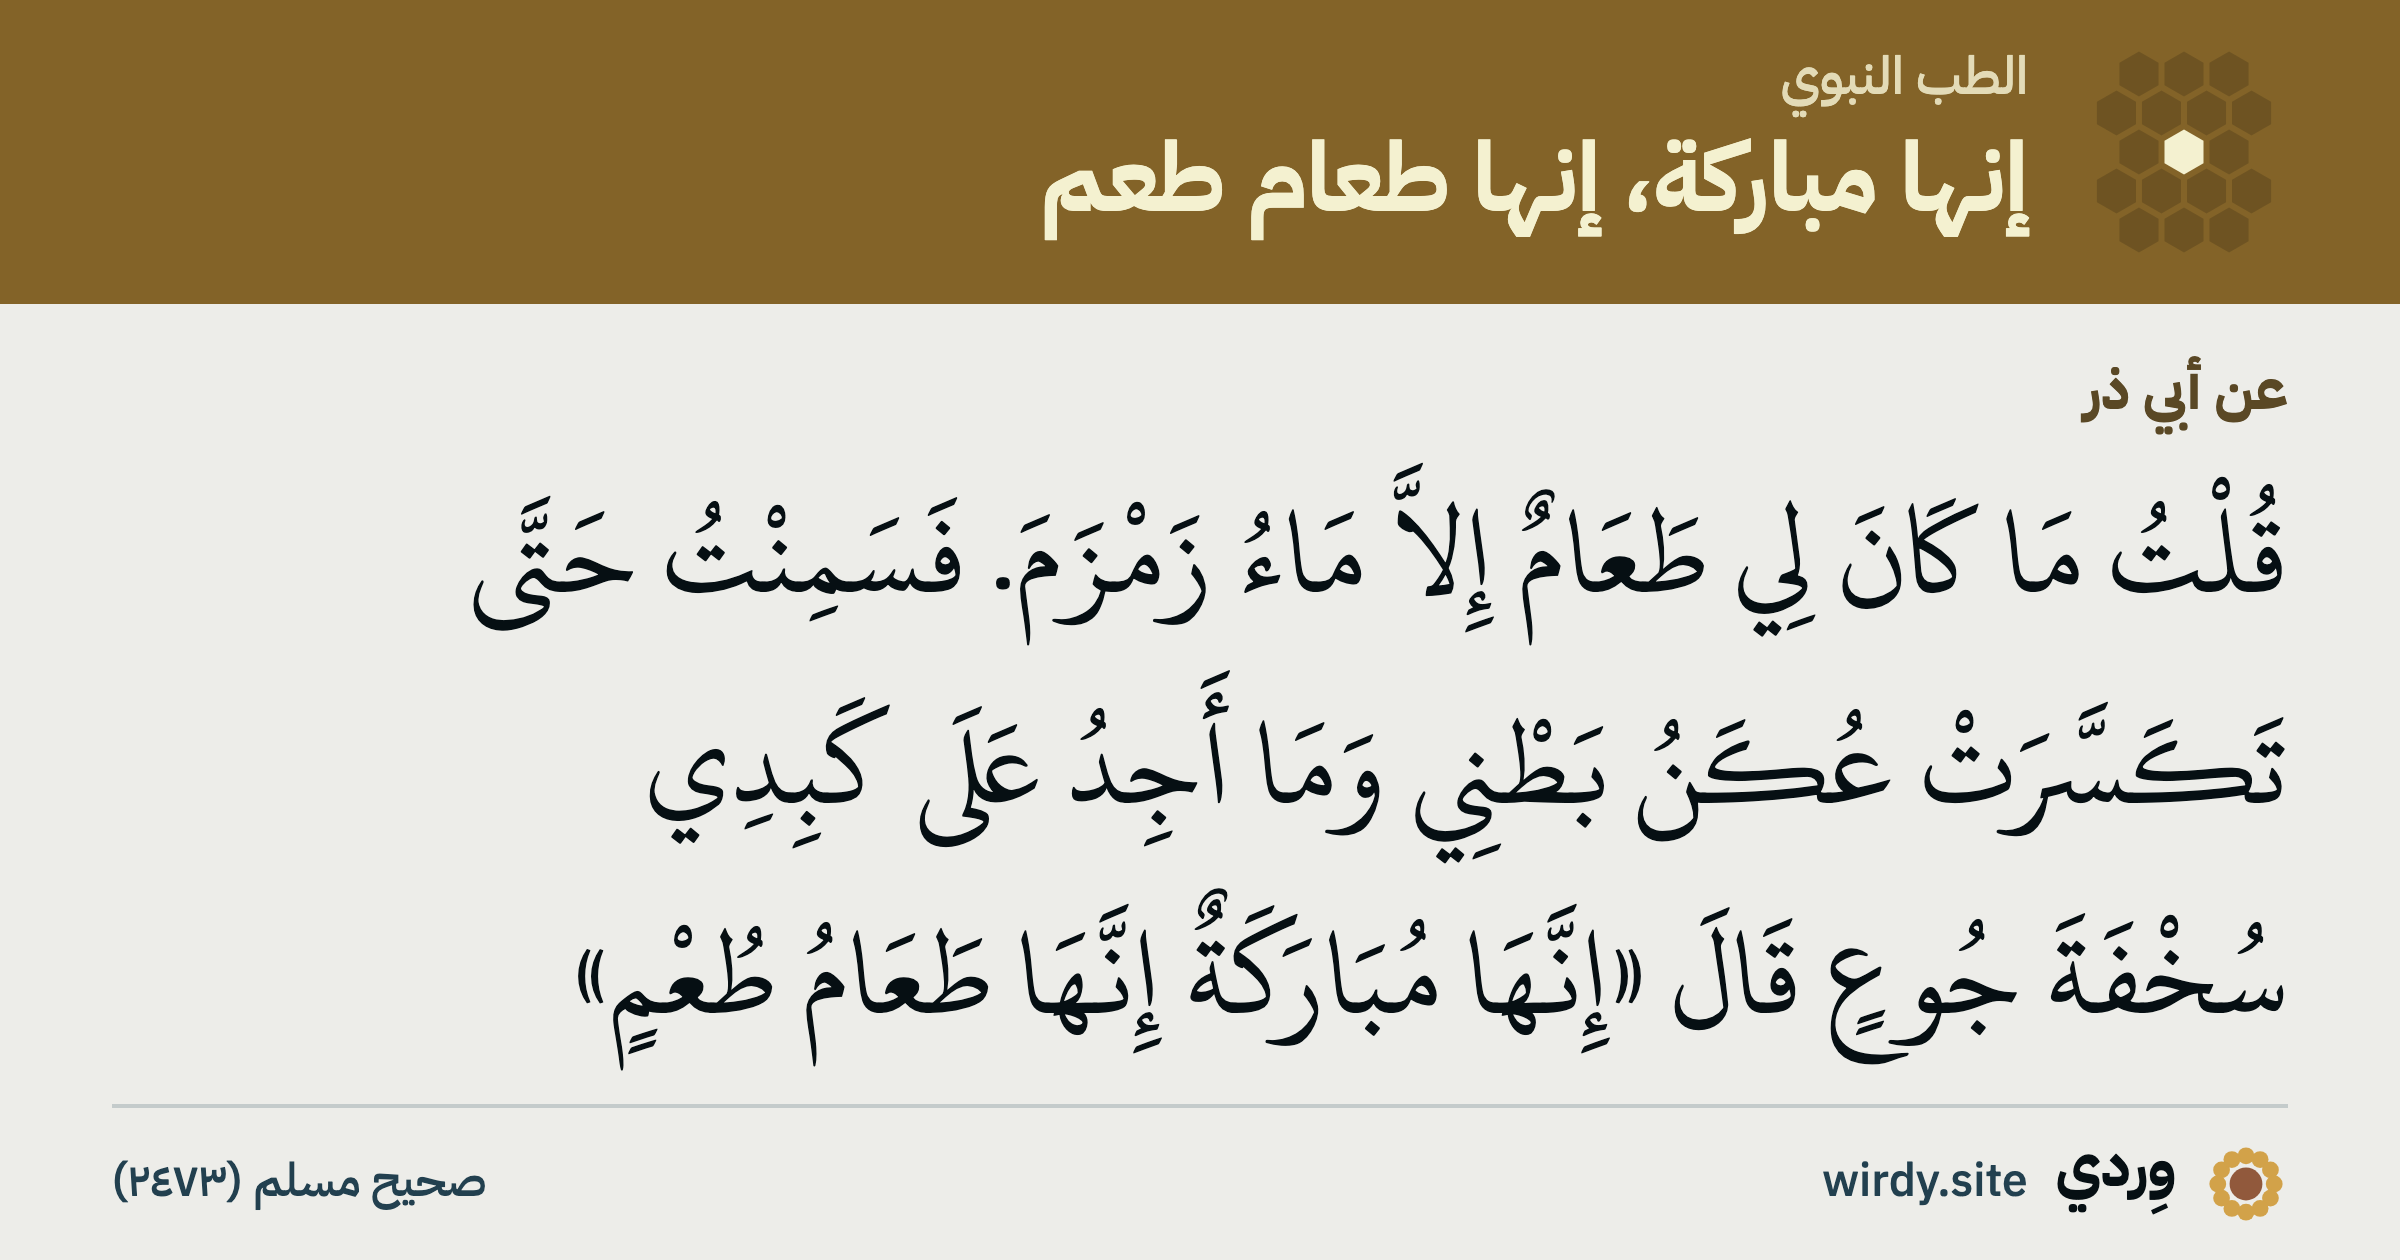 الطب النبوي
إنها مباركة، إنها طعام طعم
عن أبي ذر
قُلْتُ مَا كَانَ لِي طَعَامٌ إِلاَّ مَاءُ زَمْزَمَ. فَسَمِنْتُ حَتَّى
تَكَسَّرَتْ عُكَنُ بَطْنِي وَمَا أَجِدُ عَلَى كَبِدِي
سُخْفَةَ جُوعٍ قَالَ «إِنَّهَا مُبَارَكَةٌ إِنَّهَا طَعَامُ طُعْمٍ»
وِردي wirdy.site
صحيح مسلم (٢٤٧٣)